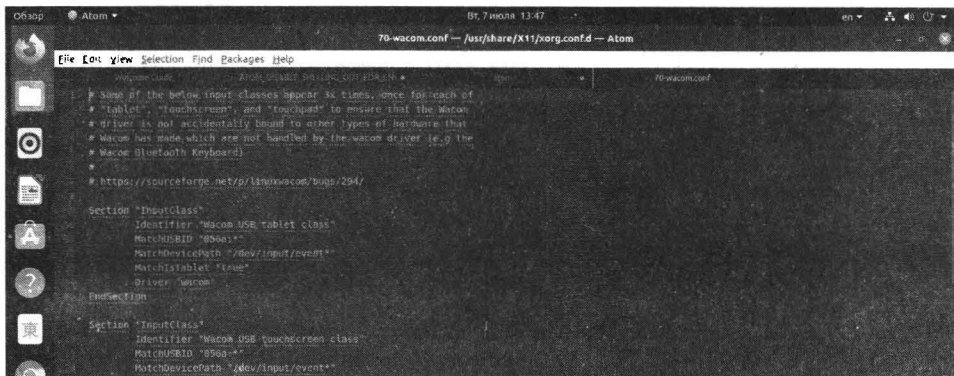 Обзор Atom Вт, 7 июля 13:47 en
70-wacom.conf — /usr/share/X11/xorg.conf.d — Atom
File Edit View Selection Find Packages Help
Welcome Guide 70-wacom.conf
# Some of the below input classes appear 3x times, once for each of
# "tablet", "touchscreen", and "touchpad" to ensure that the Wacom
# driver is not accidentally bound to other types of hardware that
# Wacom has made which are not handled by the wacom driver (e.g the
# Wacom Bluetooth Keyboard)
#
# https://sourceforge.net/p/linuxwacom/bugs/294/
Section "InputClass"
Identifier "Wacom USB tablet class"
MatchUSBID "056a:*"
MatchDevicePath "/dev/input/event*"
MatchIsTablet "true"
Driver "wacom"
EndSection
Section "InputClass"
Identifier "Wacom USB touchscreen class"
MatchUSBID "056a:*"
MatchDevicePath "/dev/input/event*"
A
?
東